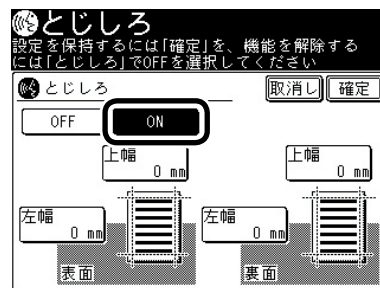 とじしろ
設定を保持するには「確定」を、機能を解除する
には「とじしろ」でOFFを選択してください
とじしろ
取消し 確定
OFF ON
上幅 上幅
0 mm 0 mm
左幅 左幅
0 mm 0 mm
表面 裏面